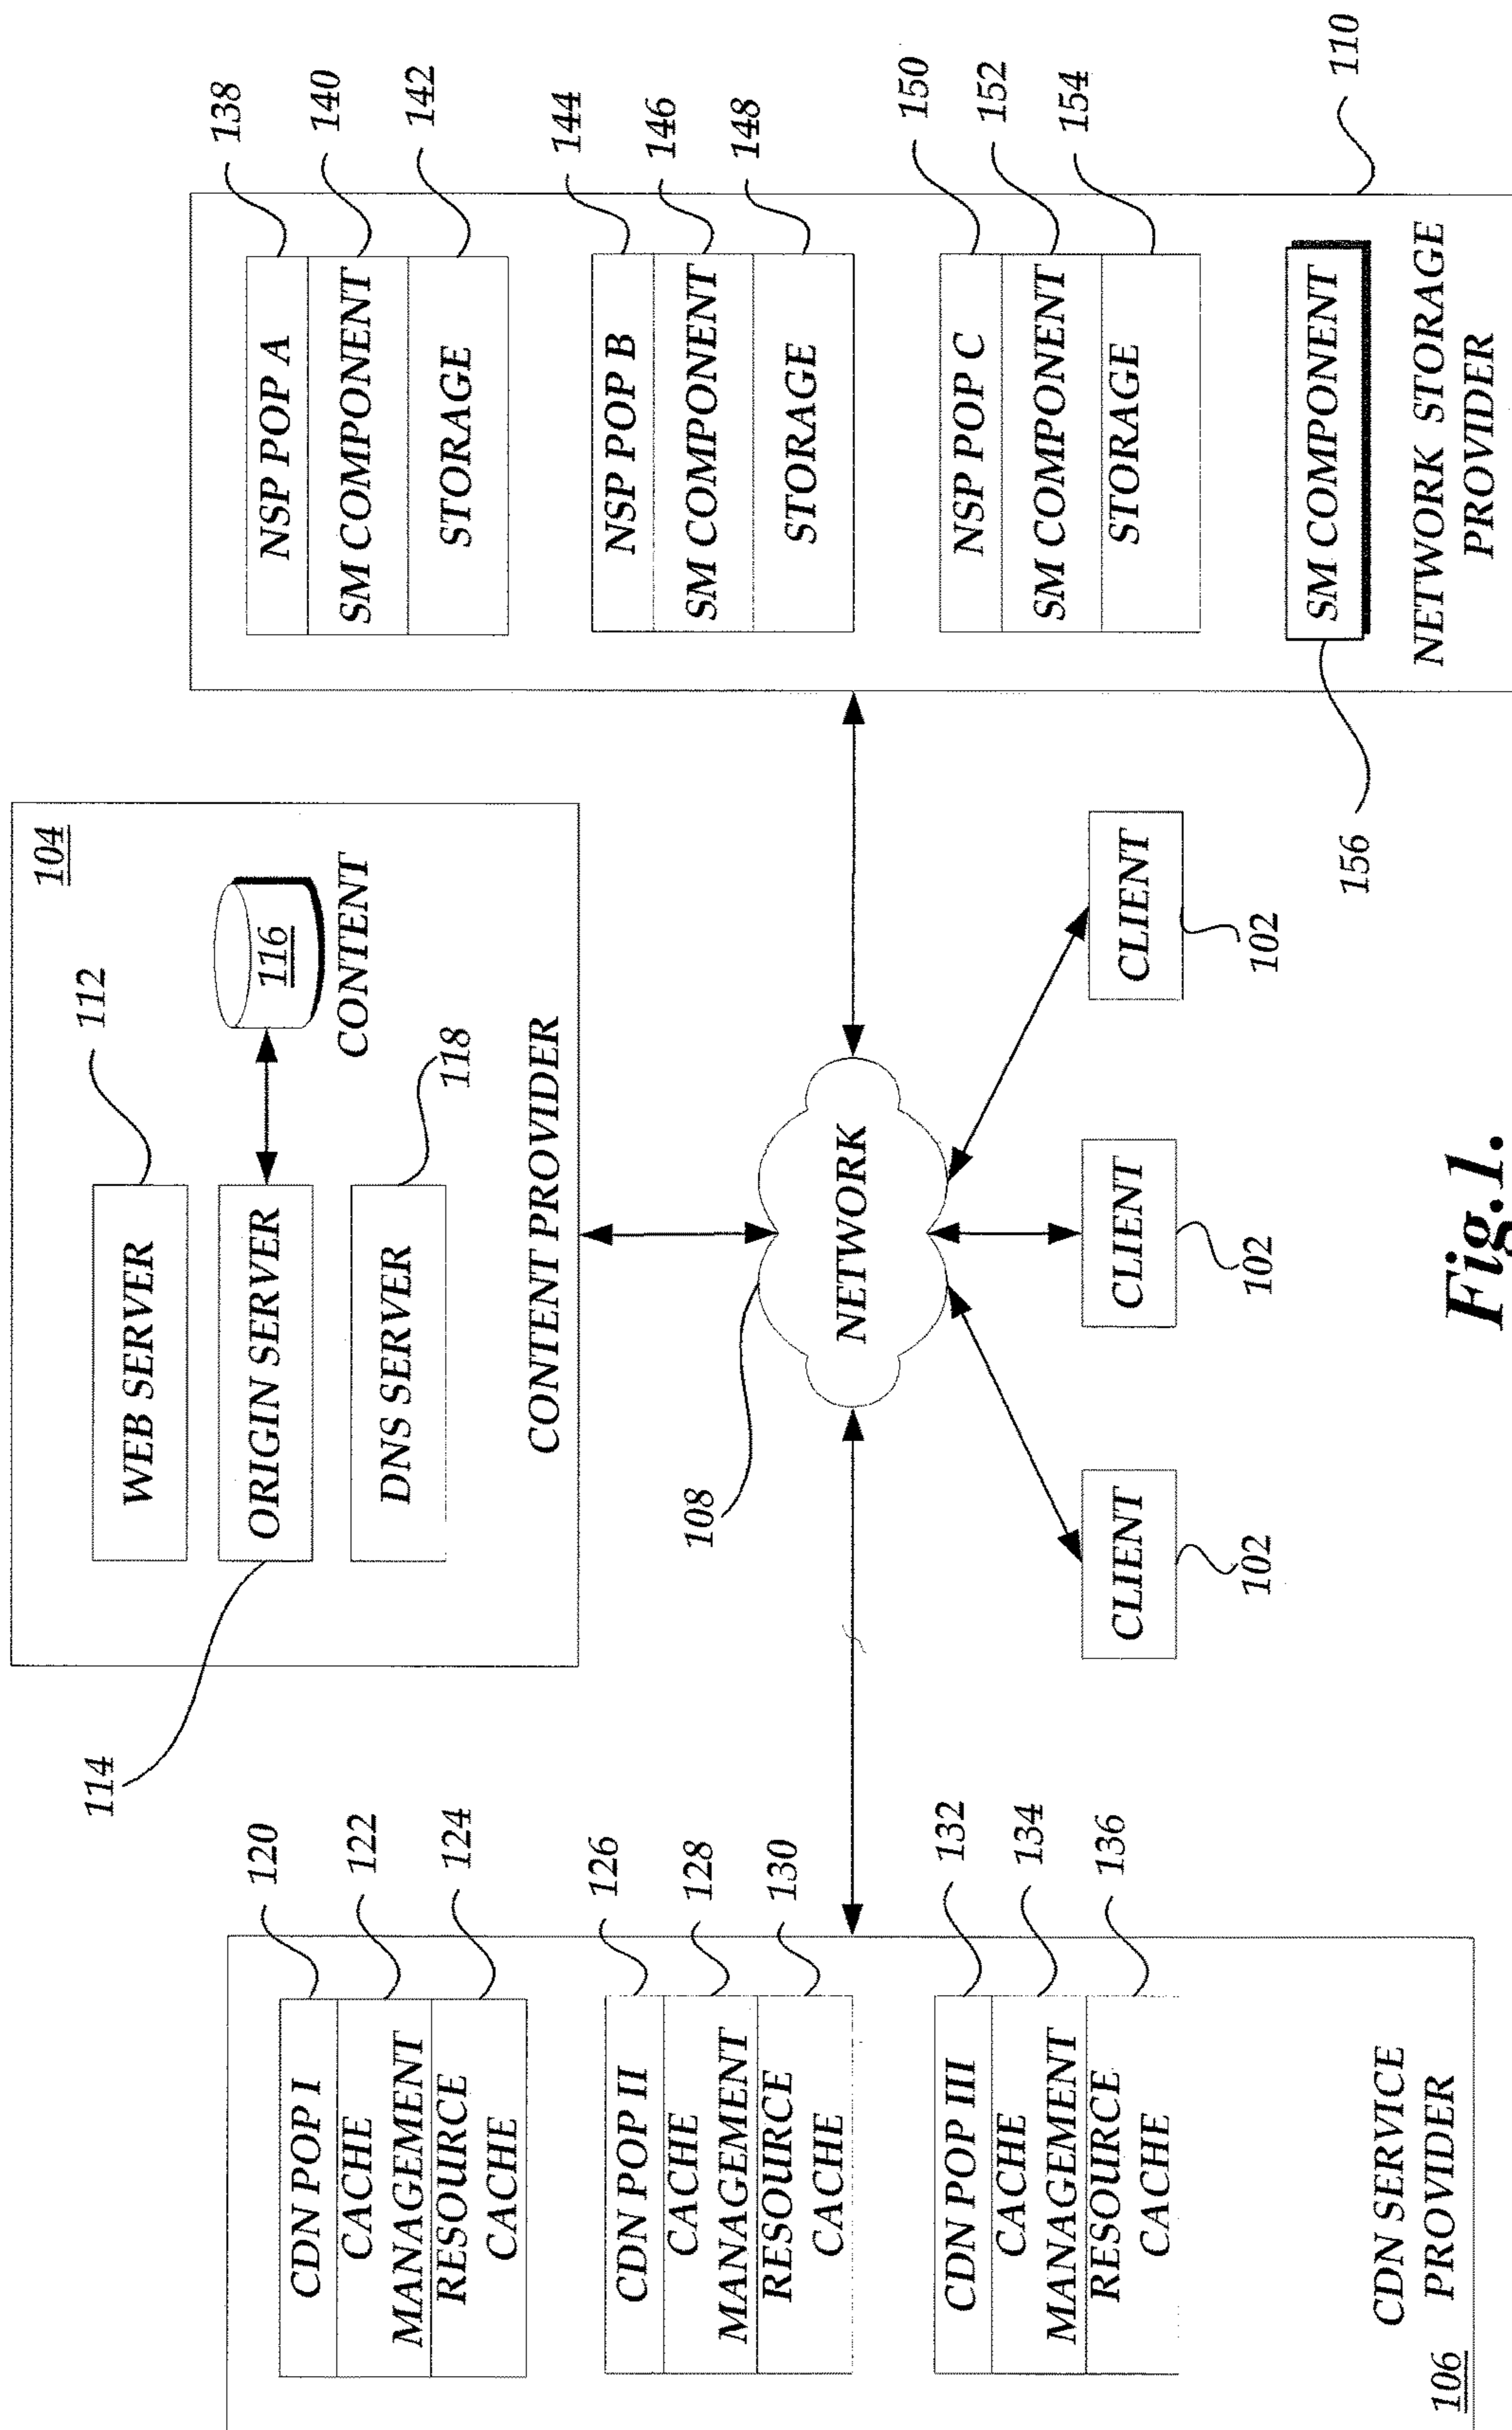 CDN POP I
CACHE
MANAGEMENT
RESOURCE
CACHE
120
122
124
CDN POP II
CACHE
MANAGEMENT
RESOURCE
CACHE
126
128
130
CDN POP III
CACHE
MANAGEMENT
RESOURCE
CACHE
132
134
136
CDN SERVICE
PROVIDER
106
104
WEB SERVER
112
ORIGIN SERVER
114
116
CONTENT
DNS SERVER
118
CONTENT PROVIDER
NETWORK
108
CLIENT
102
CLIENT
102
CLIENT
102
NSP POP A
SM COMPONENT
STORAGE
138
140
142
NSP POP B
SM COMPONENT
STORAGE
144
146
148
NSP POP C
SM COMPONENT
STORAGE
150
152
154
SM COMPONENT
156
NETWORK STORAGE
PROVIDER
110
Fig.1.